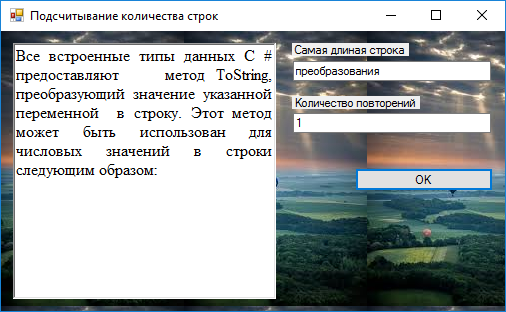 Подсчитывание количества строк
Все встроенные типы данных C #
предоставляют метод ToString,
преобразующий значение указанной
переменной в строку. Этот метод
может быть использован для
числовых значений в строки
следующим образом:
Самая длиная строка
преобразования
Количество повторений
1
OK